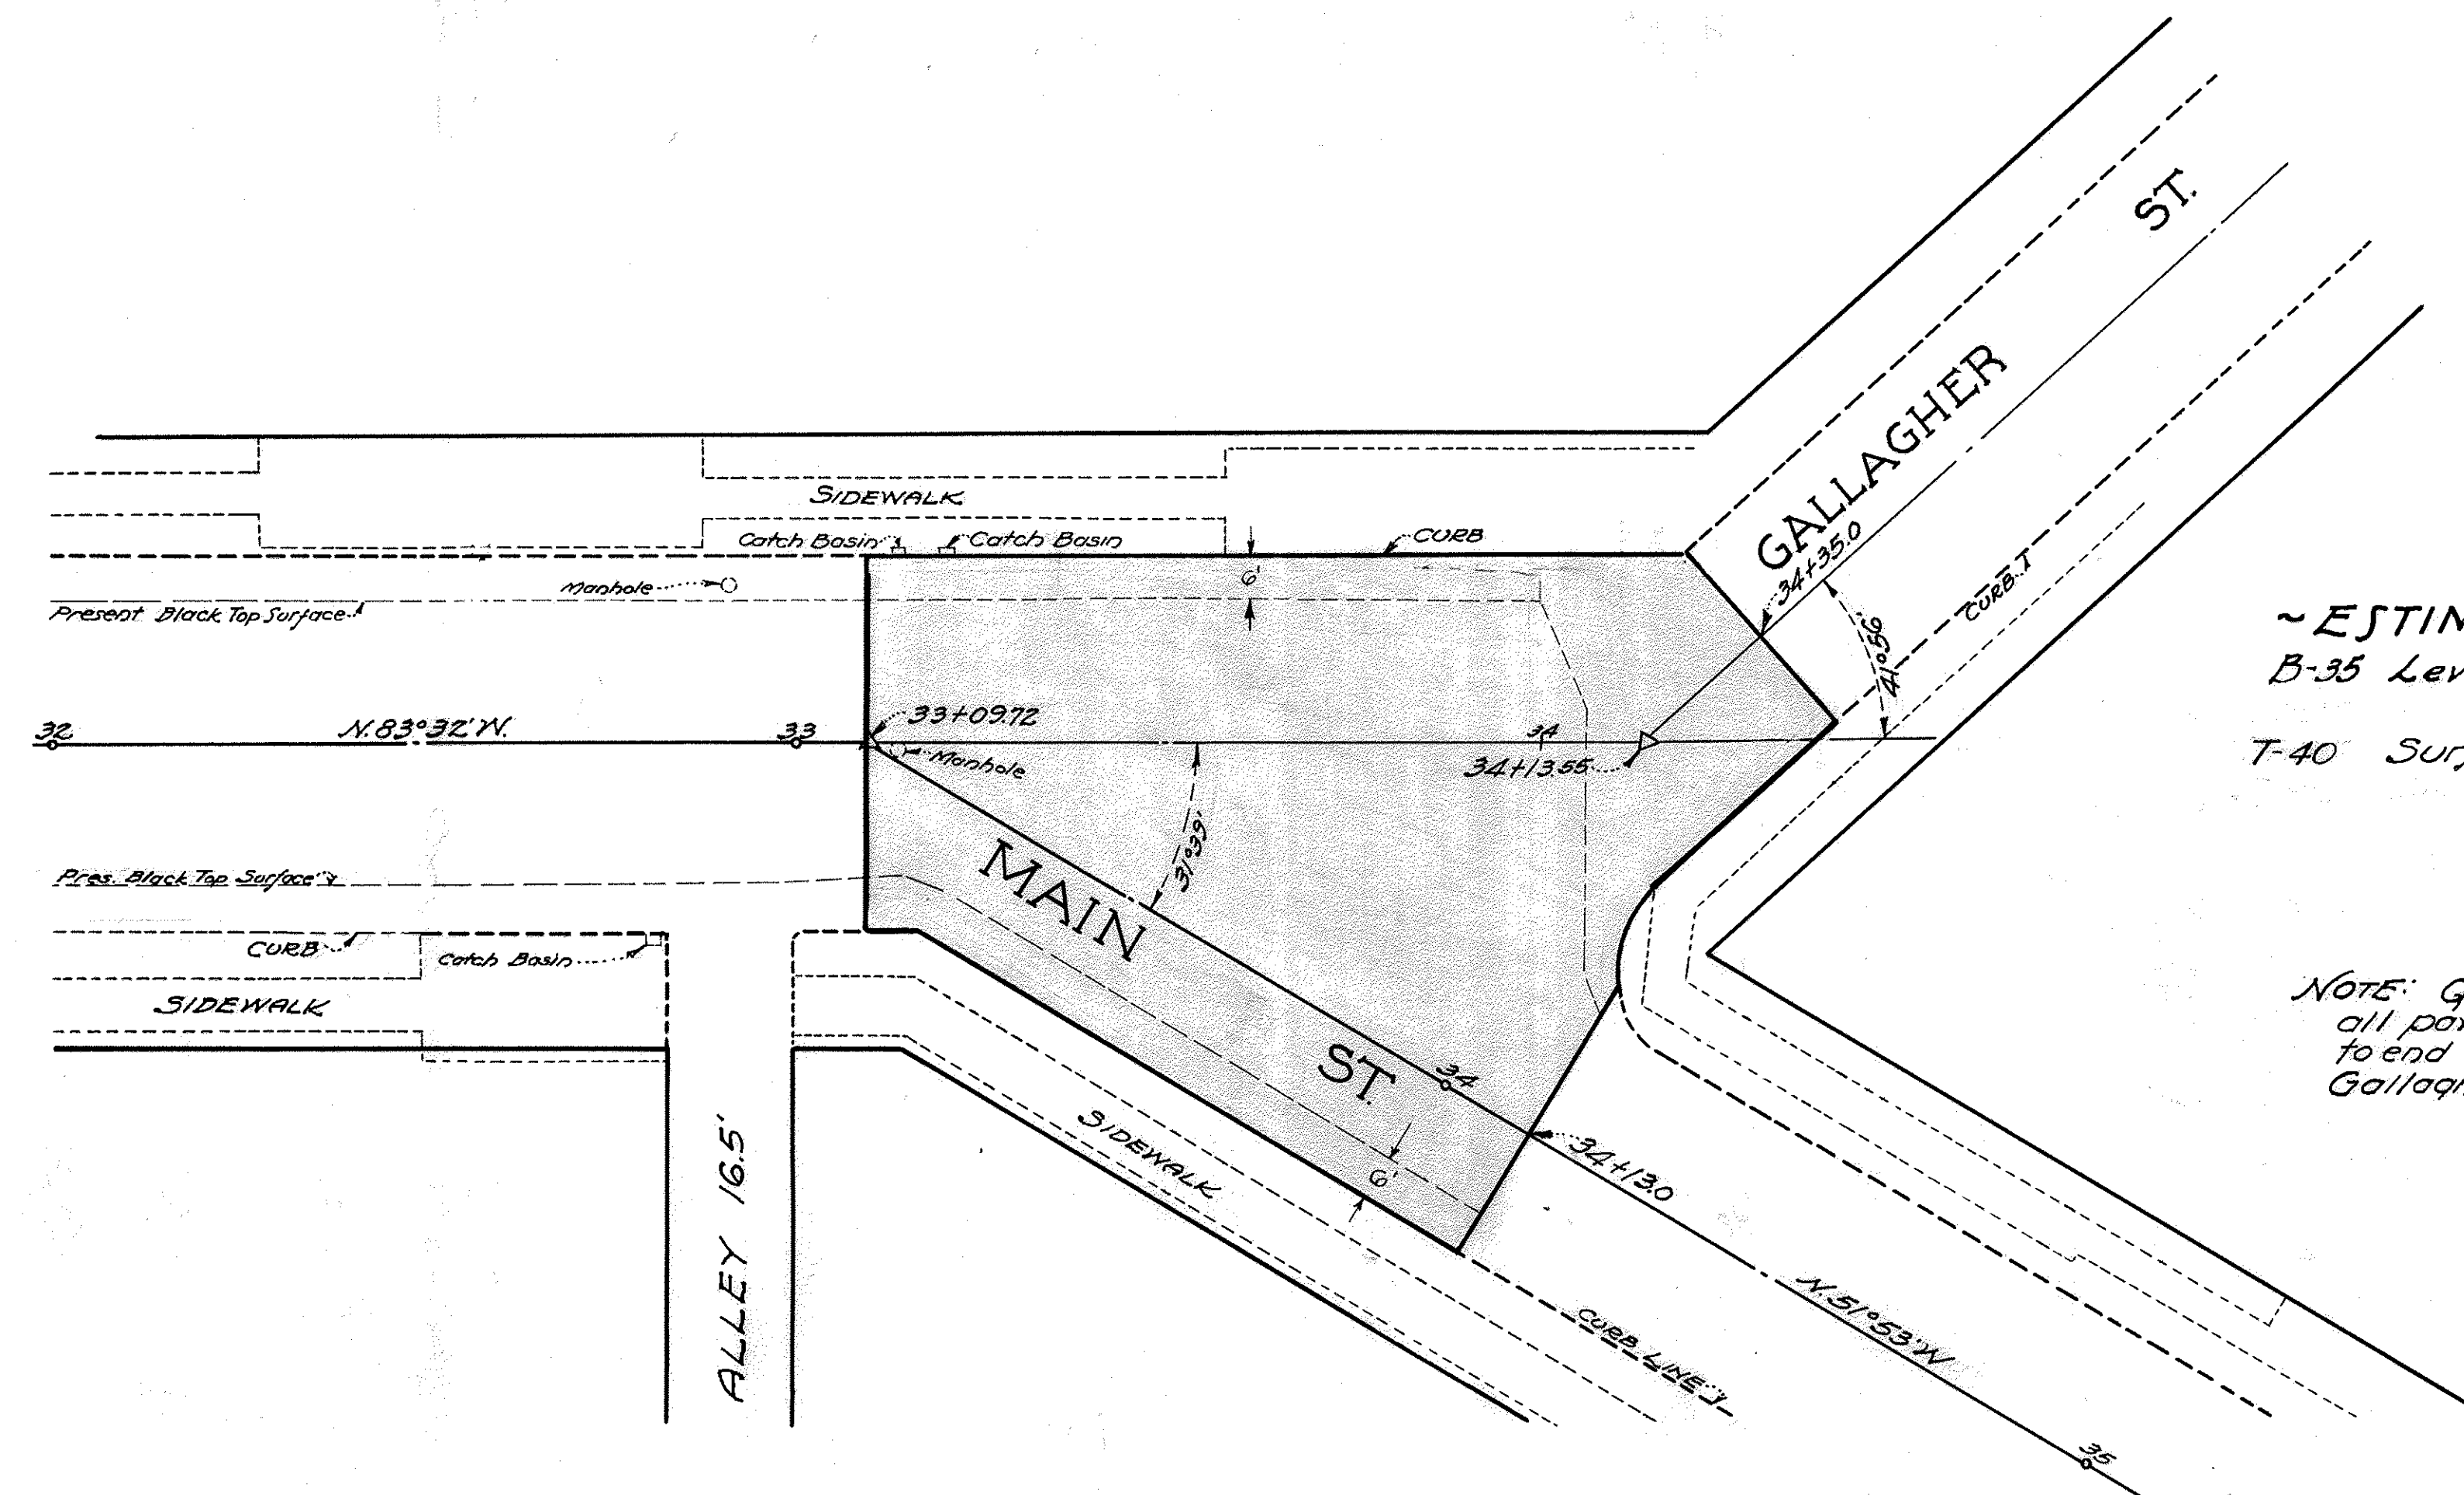 ST.
GALLAGHER
34+35.0
41°56'
CURB
SIDEWALK
Catch Basin
Catch Basin
CURB
Manhole
6'
Present Black Top Surface
32
N.83°32'W.
33
33+09.72
Manhole
34
34+13.55
31°39'
MAIN
ST.
Pres. Black Top Surface
CURB
Catch Basin
SIDEWALK
34
34+13.0
6'
SIDEWALK
ALLEY 16.5'
CURB LINE
N.51°53'W
35
~ESTIM
B-35 Lev
T-40 Sur
NOTE: G
all pa
to end
Gallag